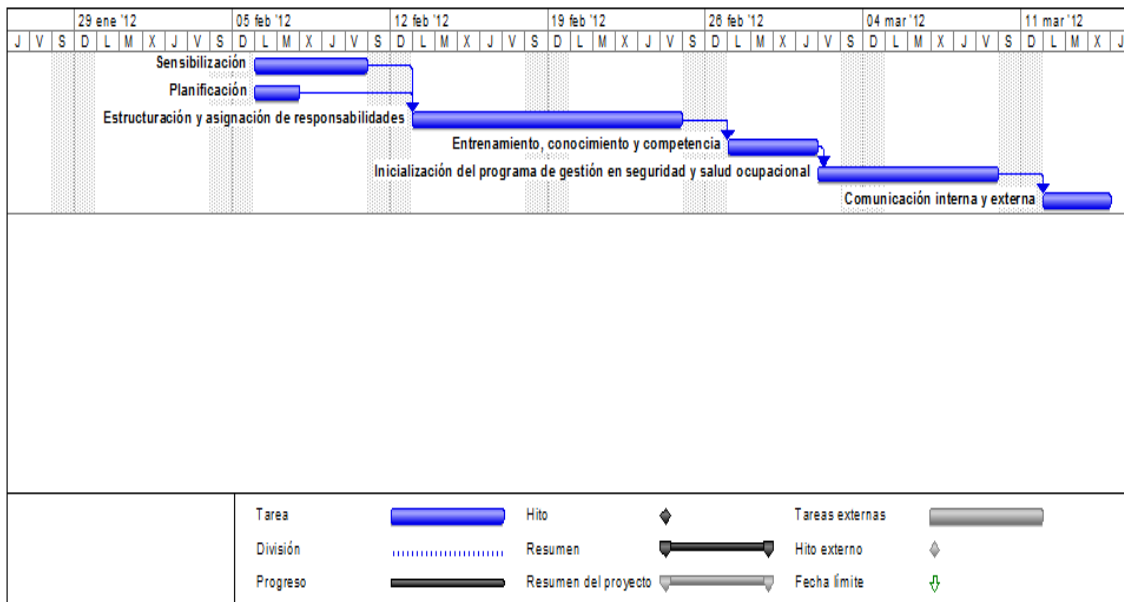 29 ene '12 05 feb '12 12 feb '12 19 feb '12 26 feb '12 04 mar '12 11 mar '12
J V S D L M X J V S D L M X J V S D L M X J V S D L M X J V S D L M X J V S D L M X J V S D L M X J
Sensibilización
Planificación
Estructuración y asignación de responsabilidades
Entrenamiento, conocimiento y competencia
Inicialización del programa de gestión en seguridad y salud ocupacional
Comunicación interna y externa
Tarea Hito Tareas externas
División Resumen Hito externo
Progreso Resumen del proyecto Fecha límite